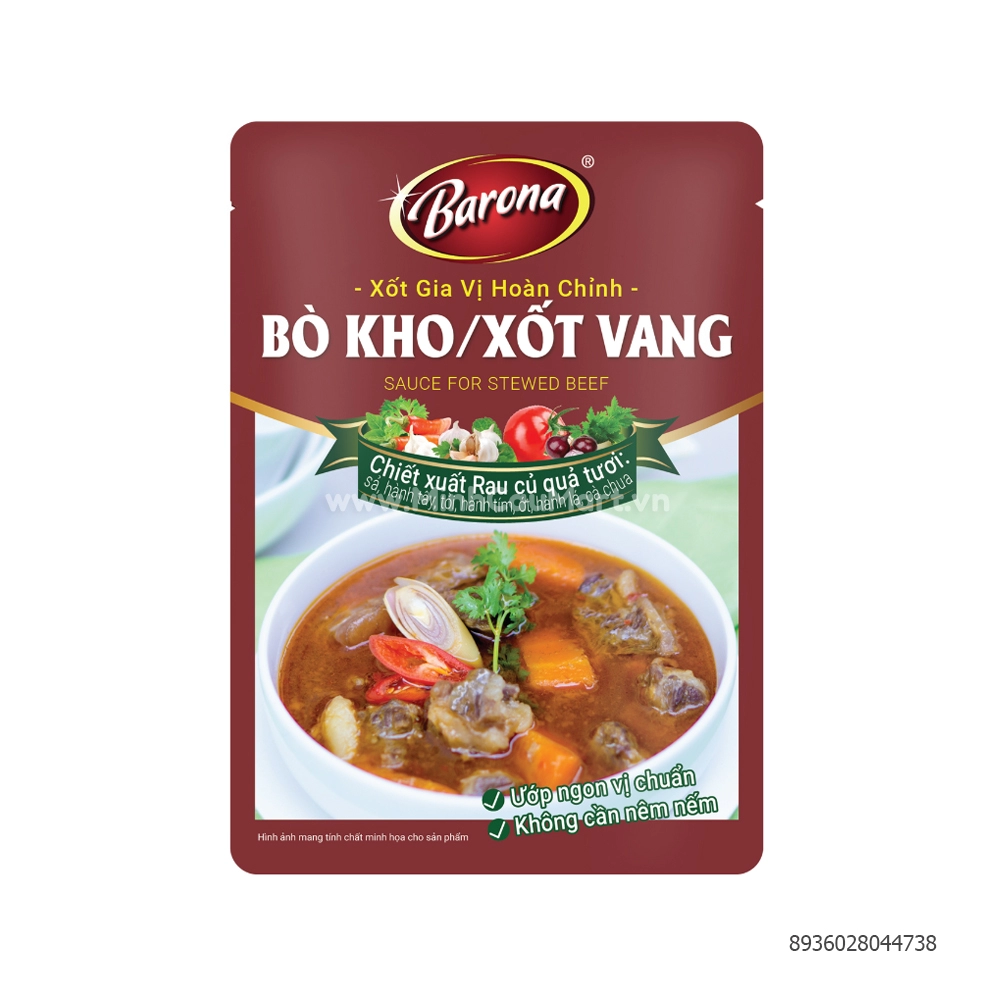 Barona
®
- Xốt Gia Vị Hoàn Chỉnh -
BÒ KHO/XỐT VANG
SAUCE FOR STEWED BEEF
Chiết xuất Rau củ quả tươi:
sả, hành tây, tỏi, hành tím, ớt, hành lá, cà chua
Ướp ngon vị chuẩn
Không cần nêm nếm
Hình ảnh mang tính chất minh họa cho sản phẩm
8936028044738